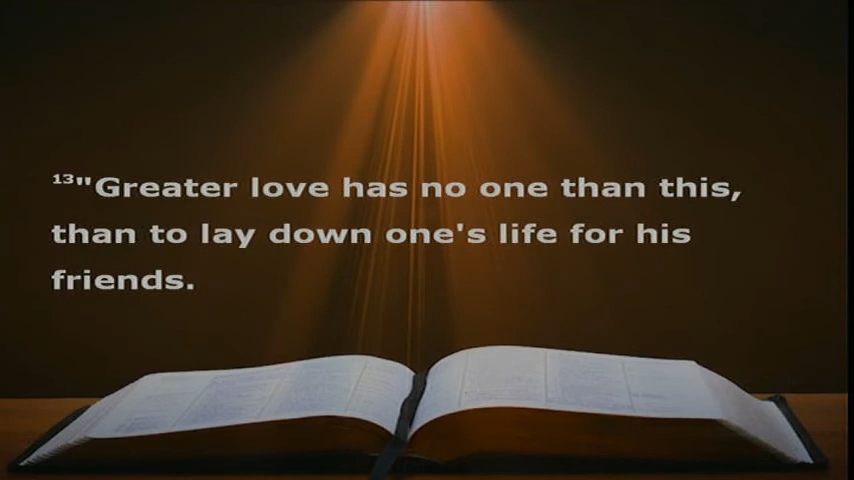 ¹³"Greater love has no one than this,
than to lay down one's life for his
friends.